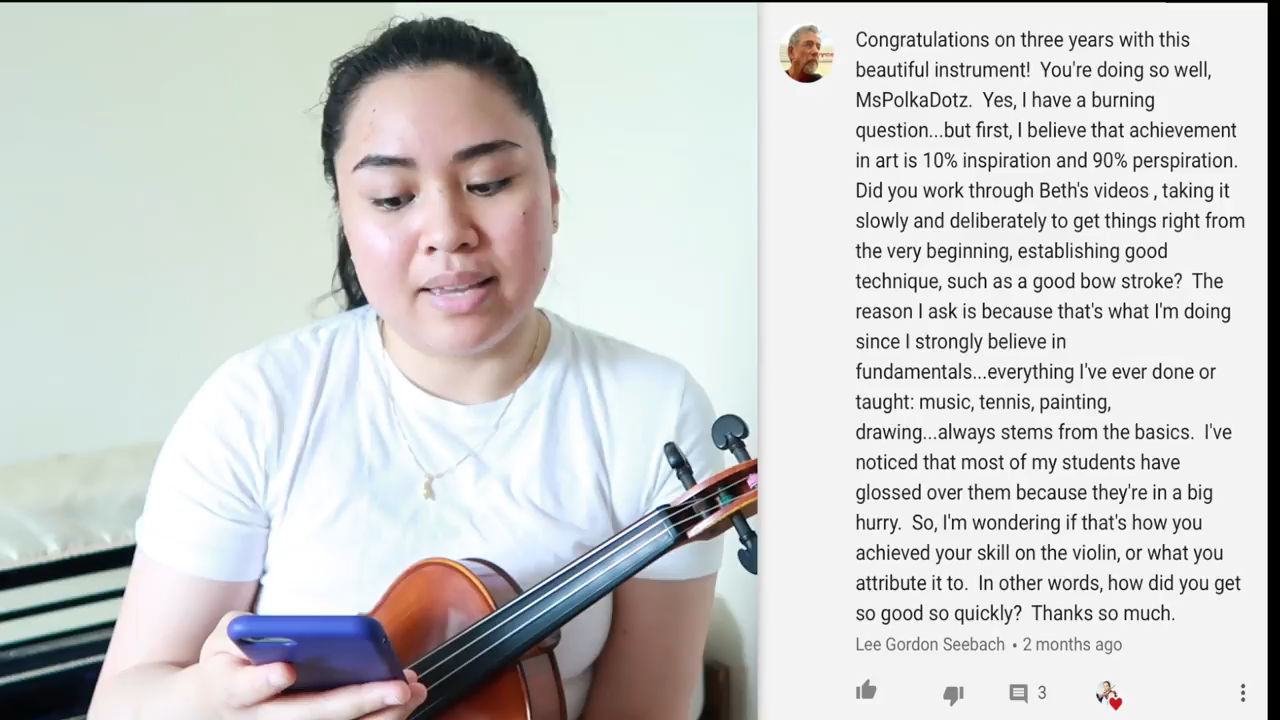 Congratulations on three years with this
beautiful instrument! You're doing so well,
MsPolkaDotz. Yes, I have a burning
question...but first, I believe that achievement
in art is 10% inspiration and 90% perspiration.
Did you work through Beth's videos , taking it
slowly and deliberately to get things right from
the very beginning, establishing good
technique, such as a good bow stroke? The
reason I ask is because that's what I'm doing
since I strongly believe in
fundamentals...everything I've ever done or
taught: music, tennis, painting,
drawing...always stems from the basics. I've
noticed that most of my students have
glossed over them because they're in a big
hurry. So, I'm wondering if that's how you
achieved your skill on the violin, or what you
attribute it to. In other words, how did you get
so good so quickly? Thanks so much.
Lee Gordon Seebach • 2 months ago
3